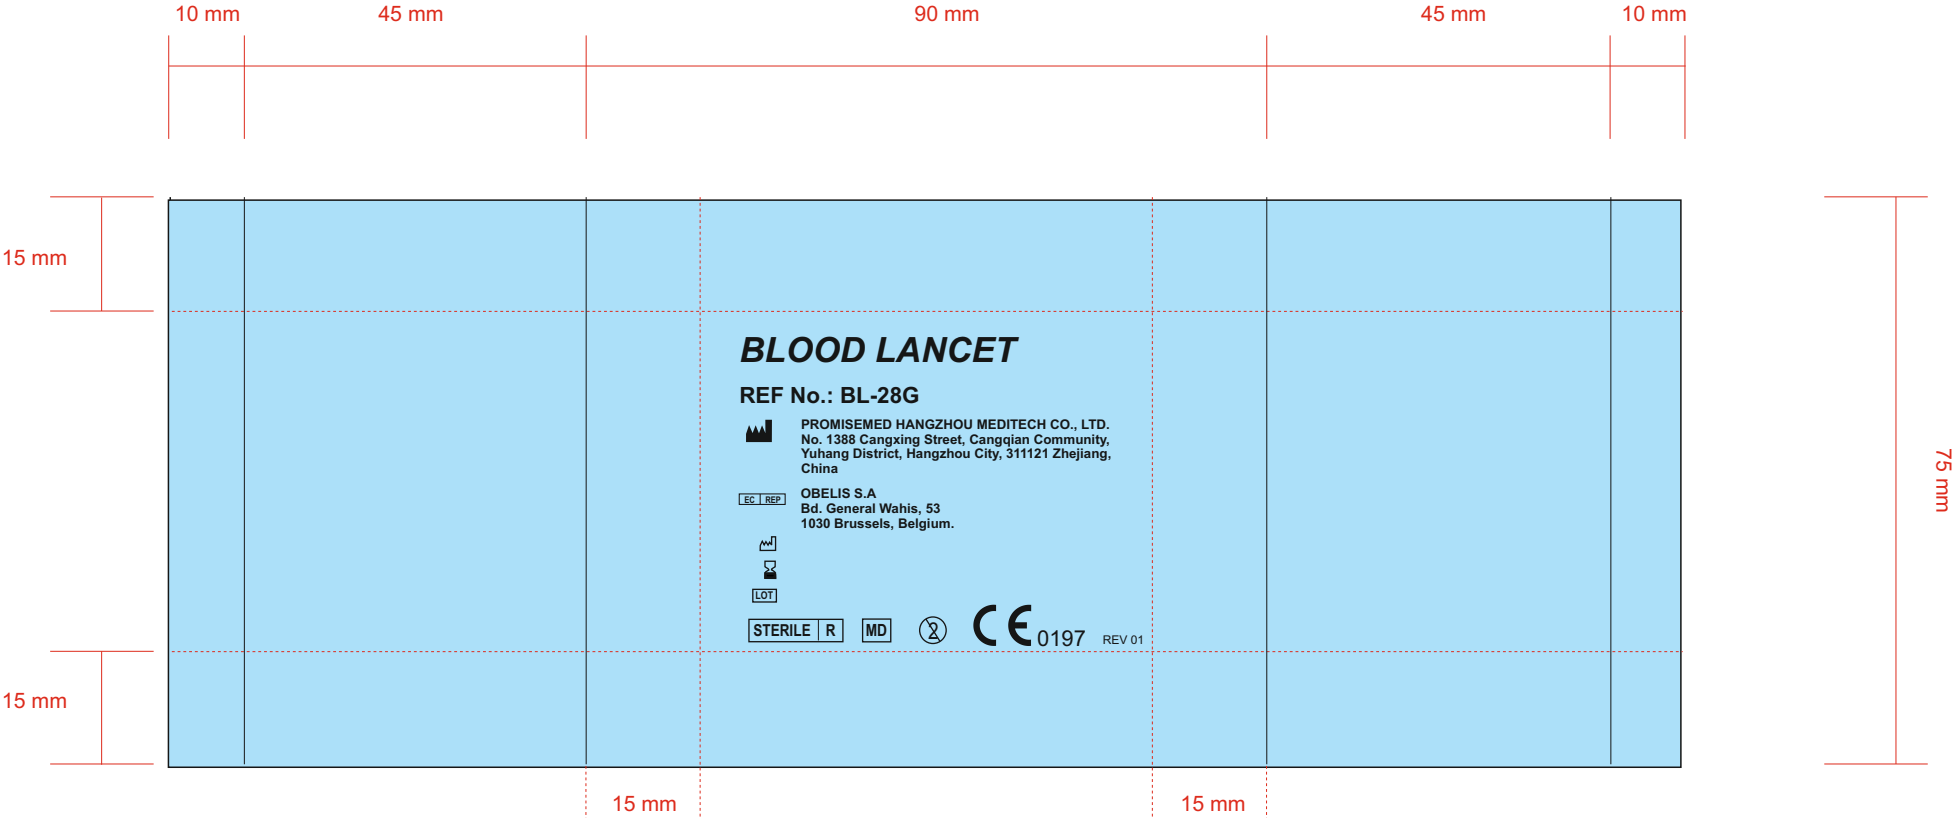 10 mm 45 mm 90 mm 45 mm 10 mm
15 mm
BLOOD LANCET
REF No.: BL-28G
PROMISEMED HANGZHOU MEDITECH CO., LTD.
No. 1388 Cangxing Street, Cangqian Community,
Yuhang District, Hangzhou City, 311121 Zhejiang,
China
75 mm
EC REP
OBELIS S.A
Bd. General Wahis, 53
1030 Brussels, Belgium.
LOT
STERILE R MD 2 CE 0197 REV 01
15 mm
15 mm 15 mm